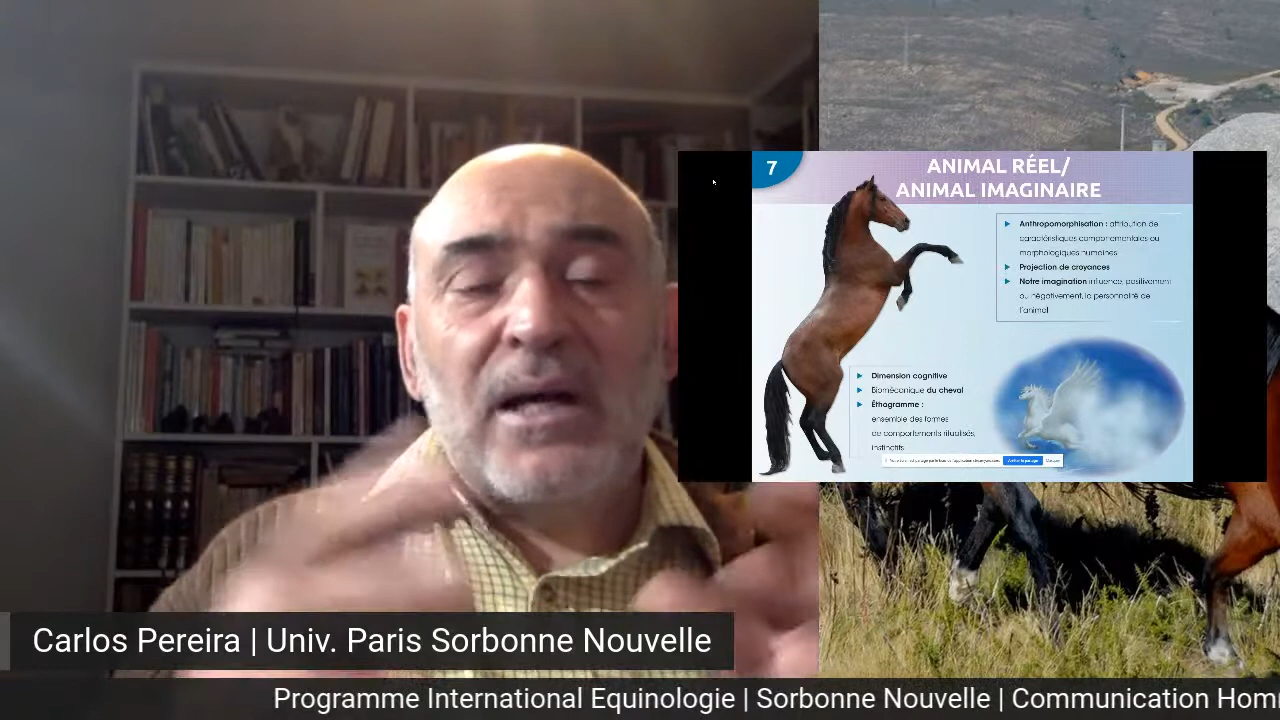 7
ANIMAL RÉEL/
ANIMAL IMAGINAIRE
Anthropomorphisation : attribution de
caractéristiques comportementales ou
morphologiques humaines
Projection de croyances
Notre imagination influence, positivement
ou négativement, la personnalité de
l'animal
Dimension cognitive
Biomécanique du cheval
Éthogramme :
ensemble des formes
de comportements ritualisés,
instinctifs
Carlos Pereira | Univ. Paris Sorbonne Nouvelle
Programme International Equinologie | Sorbonne Nouvelle | Communication Hom